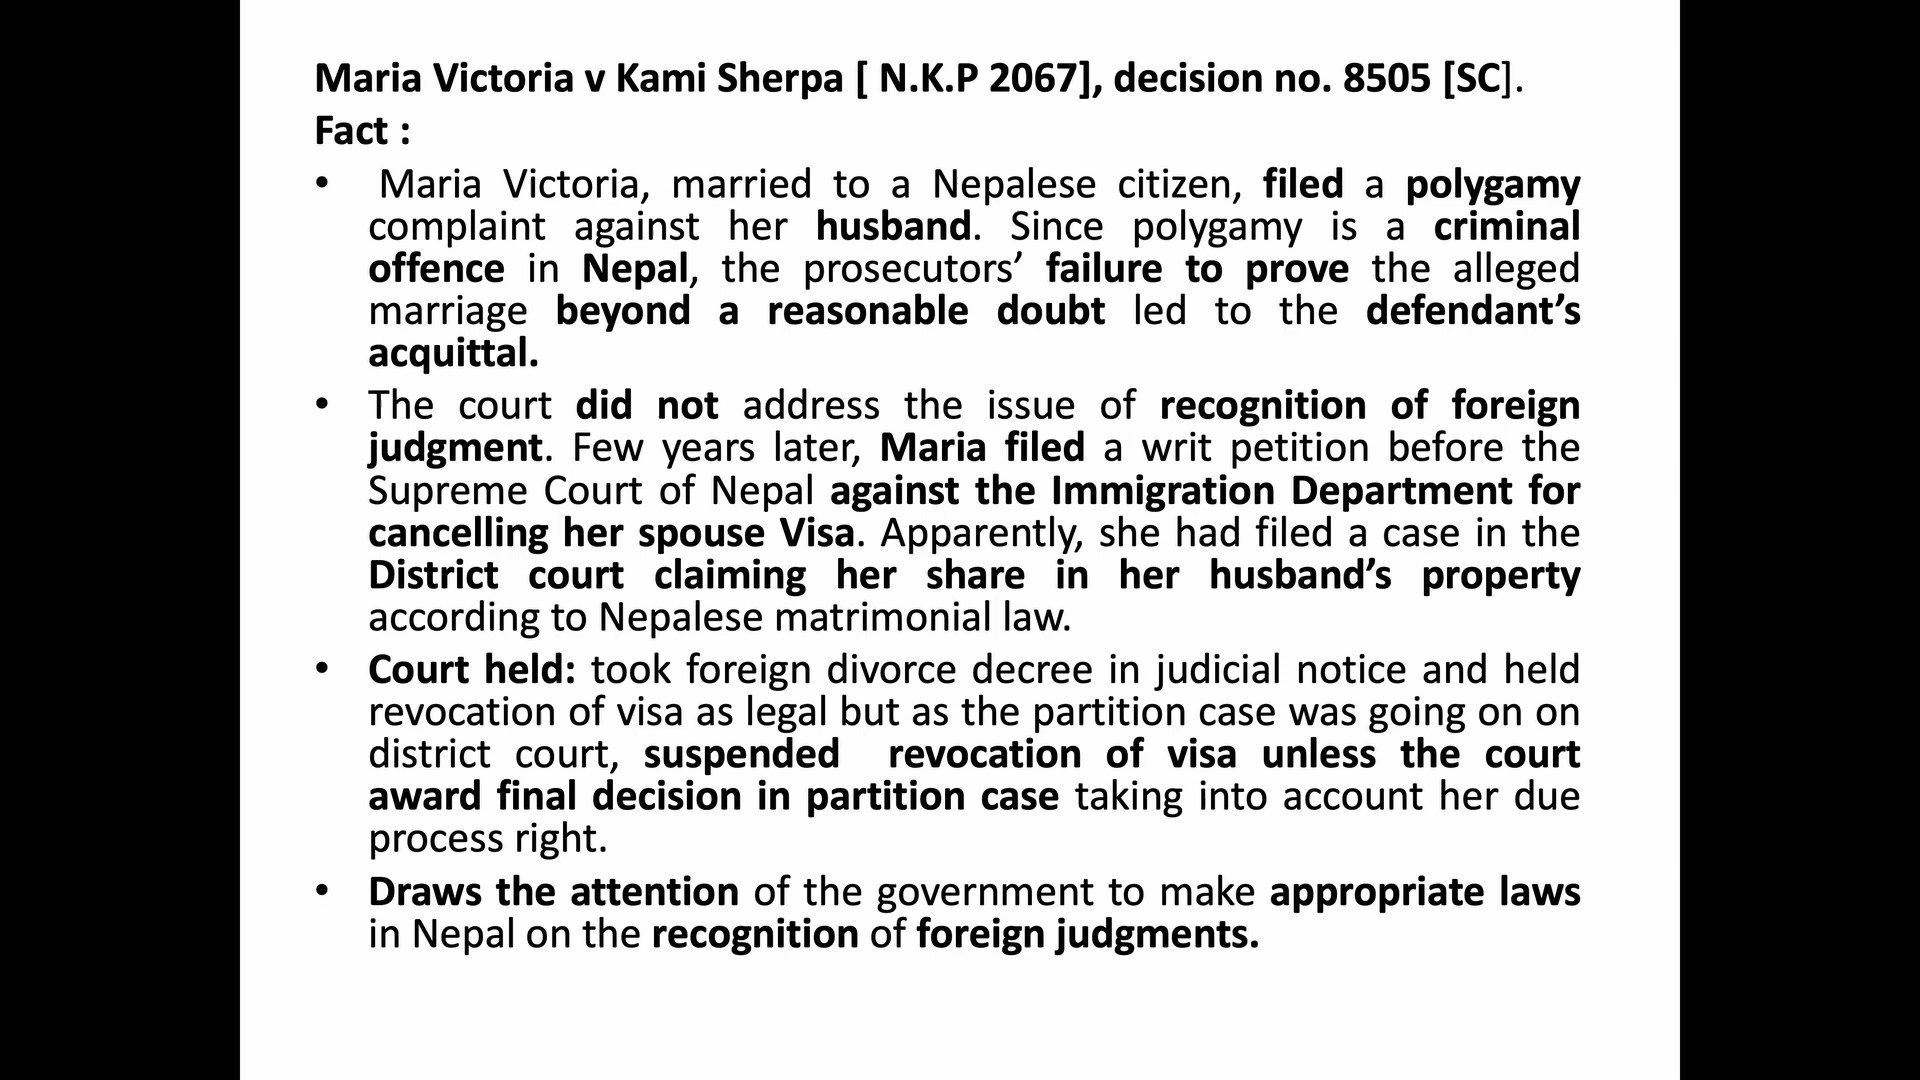 Maria Victoria v Kami Sherpa [ N.K.P 2067], decision no. 8505 [SC].
Fact :
• Maria Victoria, married to a Nepalese citizen, filed a polygamy
complaint against her husband. Since polygamy is a criminal
offence in Nepal, the prosecutors’ failure to prove the alleged
marriage beyond a reasonable doubt led to the defendant’s
acquittal.
• The court did not address the issue of recognition of foreign
judgment. Few years later, Maria filed a writ petition before the
Supreme Court of Nepal against the Immigration Department for
cancelling her spouse Visa. Apparently, she had filed a case in the
District court claiming her share in her husband’s property
according to Nepalese matrimonial law.
• Court held: took foreign divorce decree in judicial notice and held
revocation of visa as legal but as the partition case was going on on
district court, suspended revocation of visa unless the court
award final decision in partition case taking into account her due
process right.
• Draws the attention of the government to make appropriate laws
in Nepal on the recognition of foreign judgments.